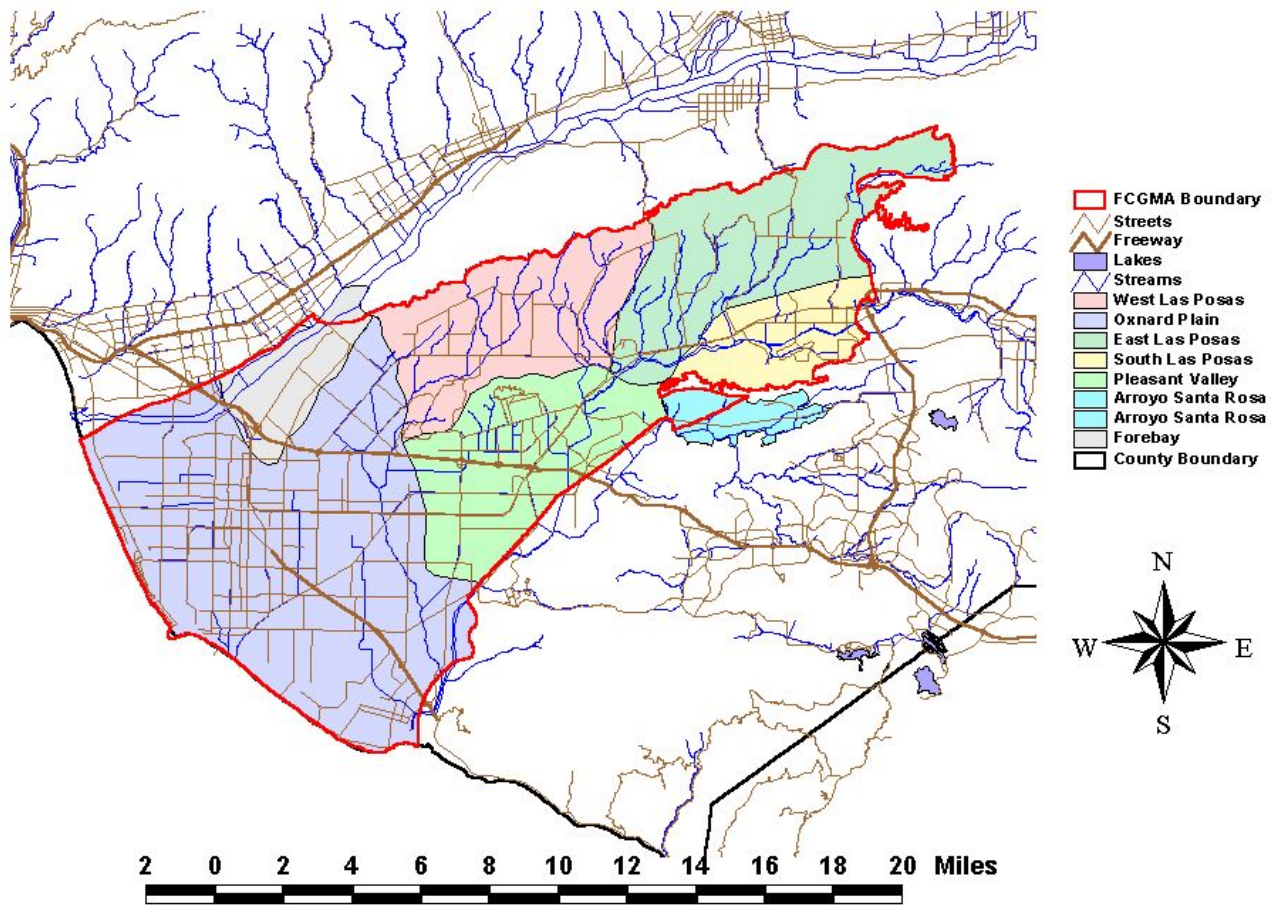 FCGMA Boundary
Streets
Freeway
Lakes
Streams
West Las Posas
Oxnard Plain
East Las Posas
South Las Posas
Pleasant Valley
Arroyo Santa Rosa
Arroyo Santa Rosa
Forebay
County Boundary
N
W E
S
2 0 2 4 6 8 10 12 14 16 18 20 Miles